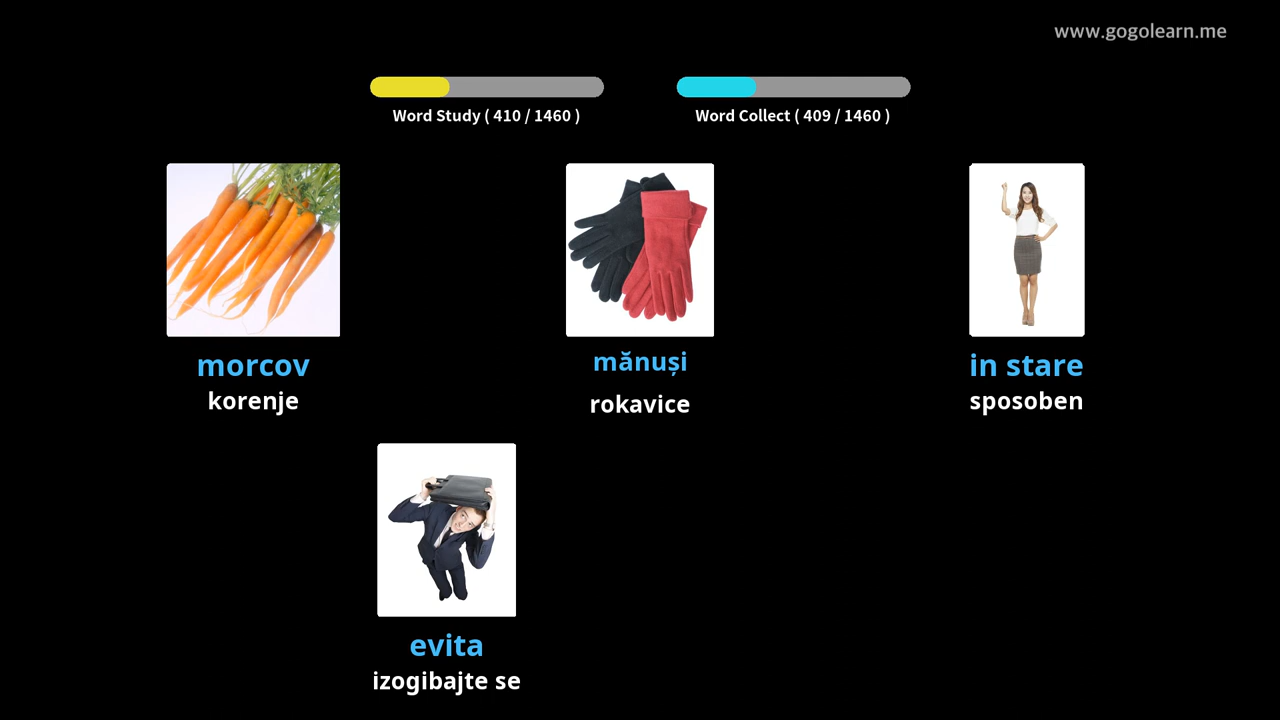 www.gogolearn.me
Word Study ( 410 / 1460 )
Word Collect ( 409 / 1460 )
morcov
korenje
mănuși
rokavice
in stare
sposoben
evita
izogibajte se